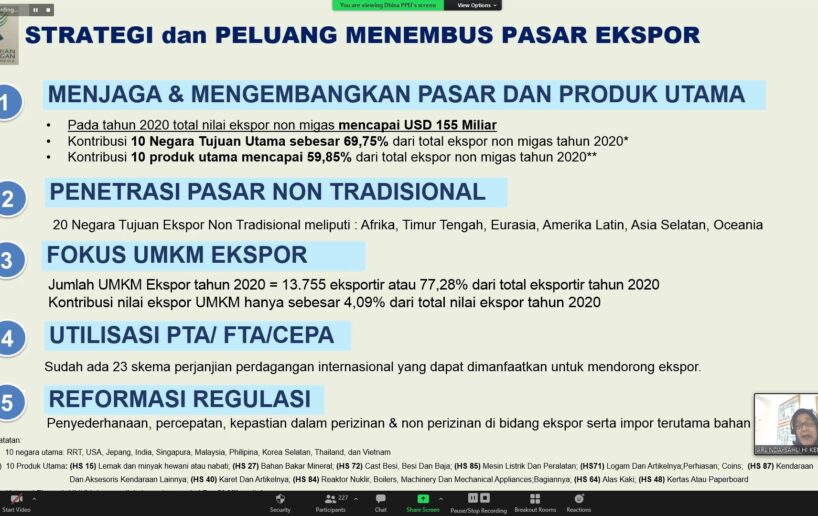 You are viewing Dhina PPEI's screen View Options
STRATEGI dan PELUANG MENEMBUS PASAR EKSPOR
1 MENJAGA & MENGEMBANGKAN PASAR DAN PRODUK UTAMA
• Pada tahun 2020 total nilai ekspor non migas mencapai USD 155 Miliar
• Kontribusi 10 Negara Tujuan Utama sebesar 69,75% dari total ekspor non migas tahun 2020*
• Kontribusi 10 produk utama mencapai 59,85% dari total ekspor non migas tahun 2020**
2 PENETRASI PASAR NON TRADISIONAL
20 Negara Tujuan Ekspor Non Tradisional meliputi : Afrika, Timur Tengah, Eurasia, Amerika Latin, Asia Selatan, Oceania
3 FOKUS UMKM EKSPOR
Jumlah UMKM Ekspor tahun 2020 = 13.755 eksportir atau 77,28% dari total eksportir tahun 2020
Kontribusi nilai ekspor UMKM hanya sebesar 4,09% dari total nilai ekspor tahun 2020
4 UTILISASI PTA/ FTA/CEPA
Sudah ada 23 skema perjanjian perdagangan internasional yang dapat dimanfaatkan untuk mendorong ekspor.
5 REFORMASI REGULASI
Penyederhanaan, percepatan, kepastian dalam perizinan & non perizinan di bidang ekspor serta impor terutama bahan
atatan:
10 negara utama: RRT, USA, Jepang, India, Singapura, Malaysia, Philipina, Korea Selatan, Thailand, dan Vietnam
) 10 Produk Utama: (HS 15) Lemak dan minyak hewani atau nabati; (HS 27) Bahan Bakar Mineral; (HS 72) Cast Besi, Besi Dan Baja; (HS 85) Mesin Listrik Dan Peralatan; (HS71) Logam Dan Artikelnya;Perhiasan; Coins; (HS 87) Kendaraan
Dan Aksesoris Kendaraan Lainnya, (HS 40) Karet Dan Artikelnya; (HS 84) Reaktor Nuklir, Boilers, Machinery Dan Mechanical Appliances;Bagiannya; (HS 64) Alas Kaki; (HS 48) Kertas Atau Paperboard
Start Video Security Participants 227 Chat Share Screen Pause/Stop Recording Breakout Rooms Reactions